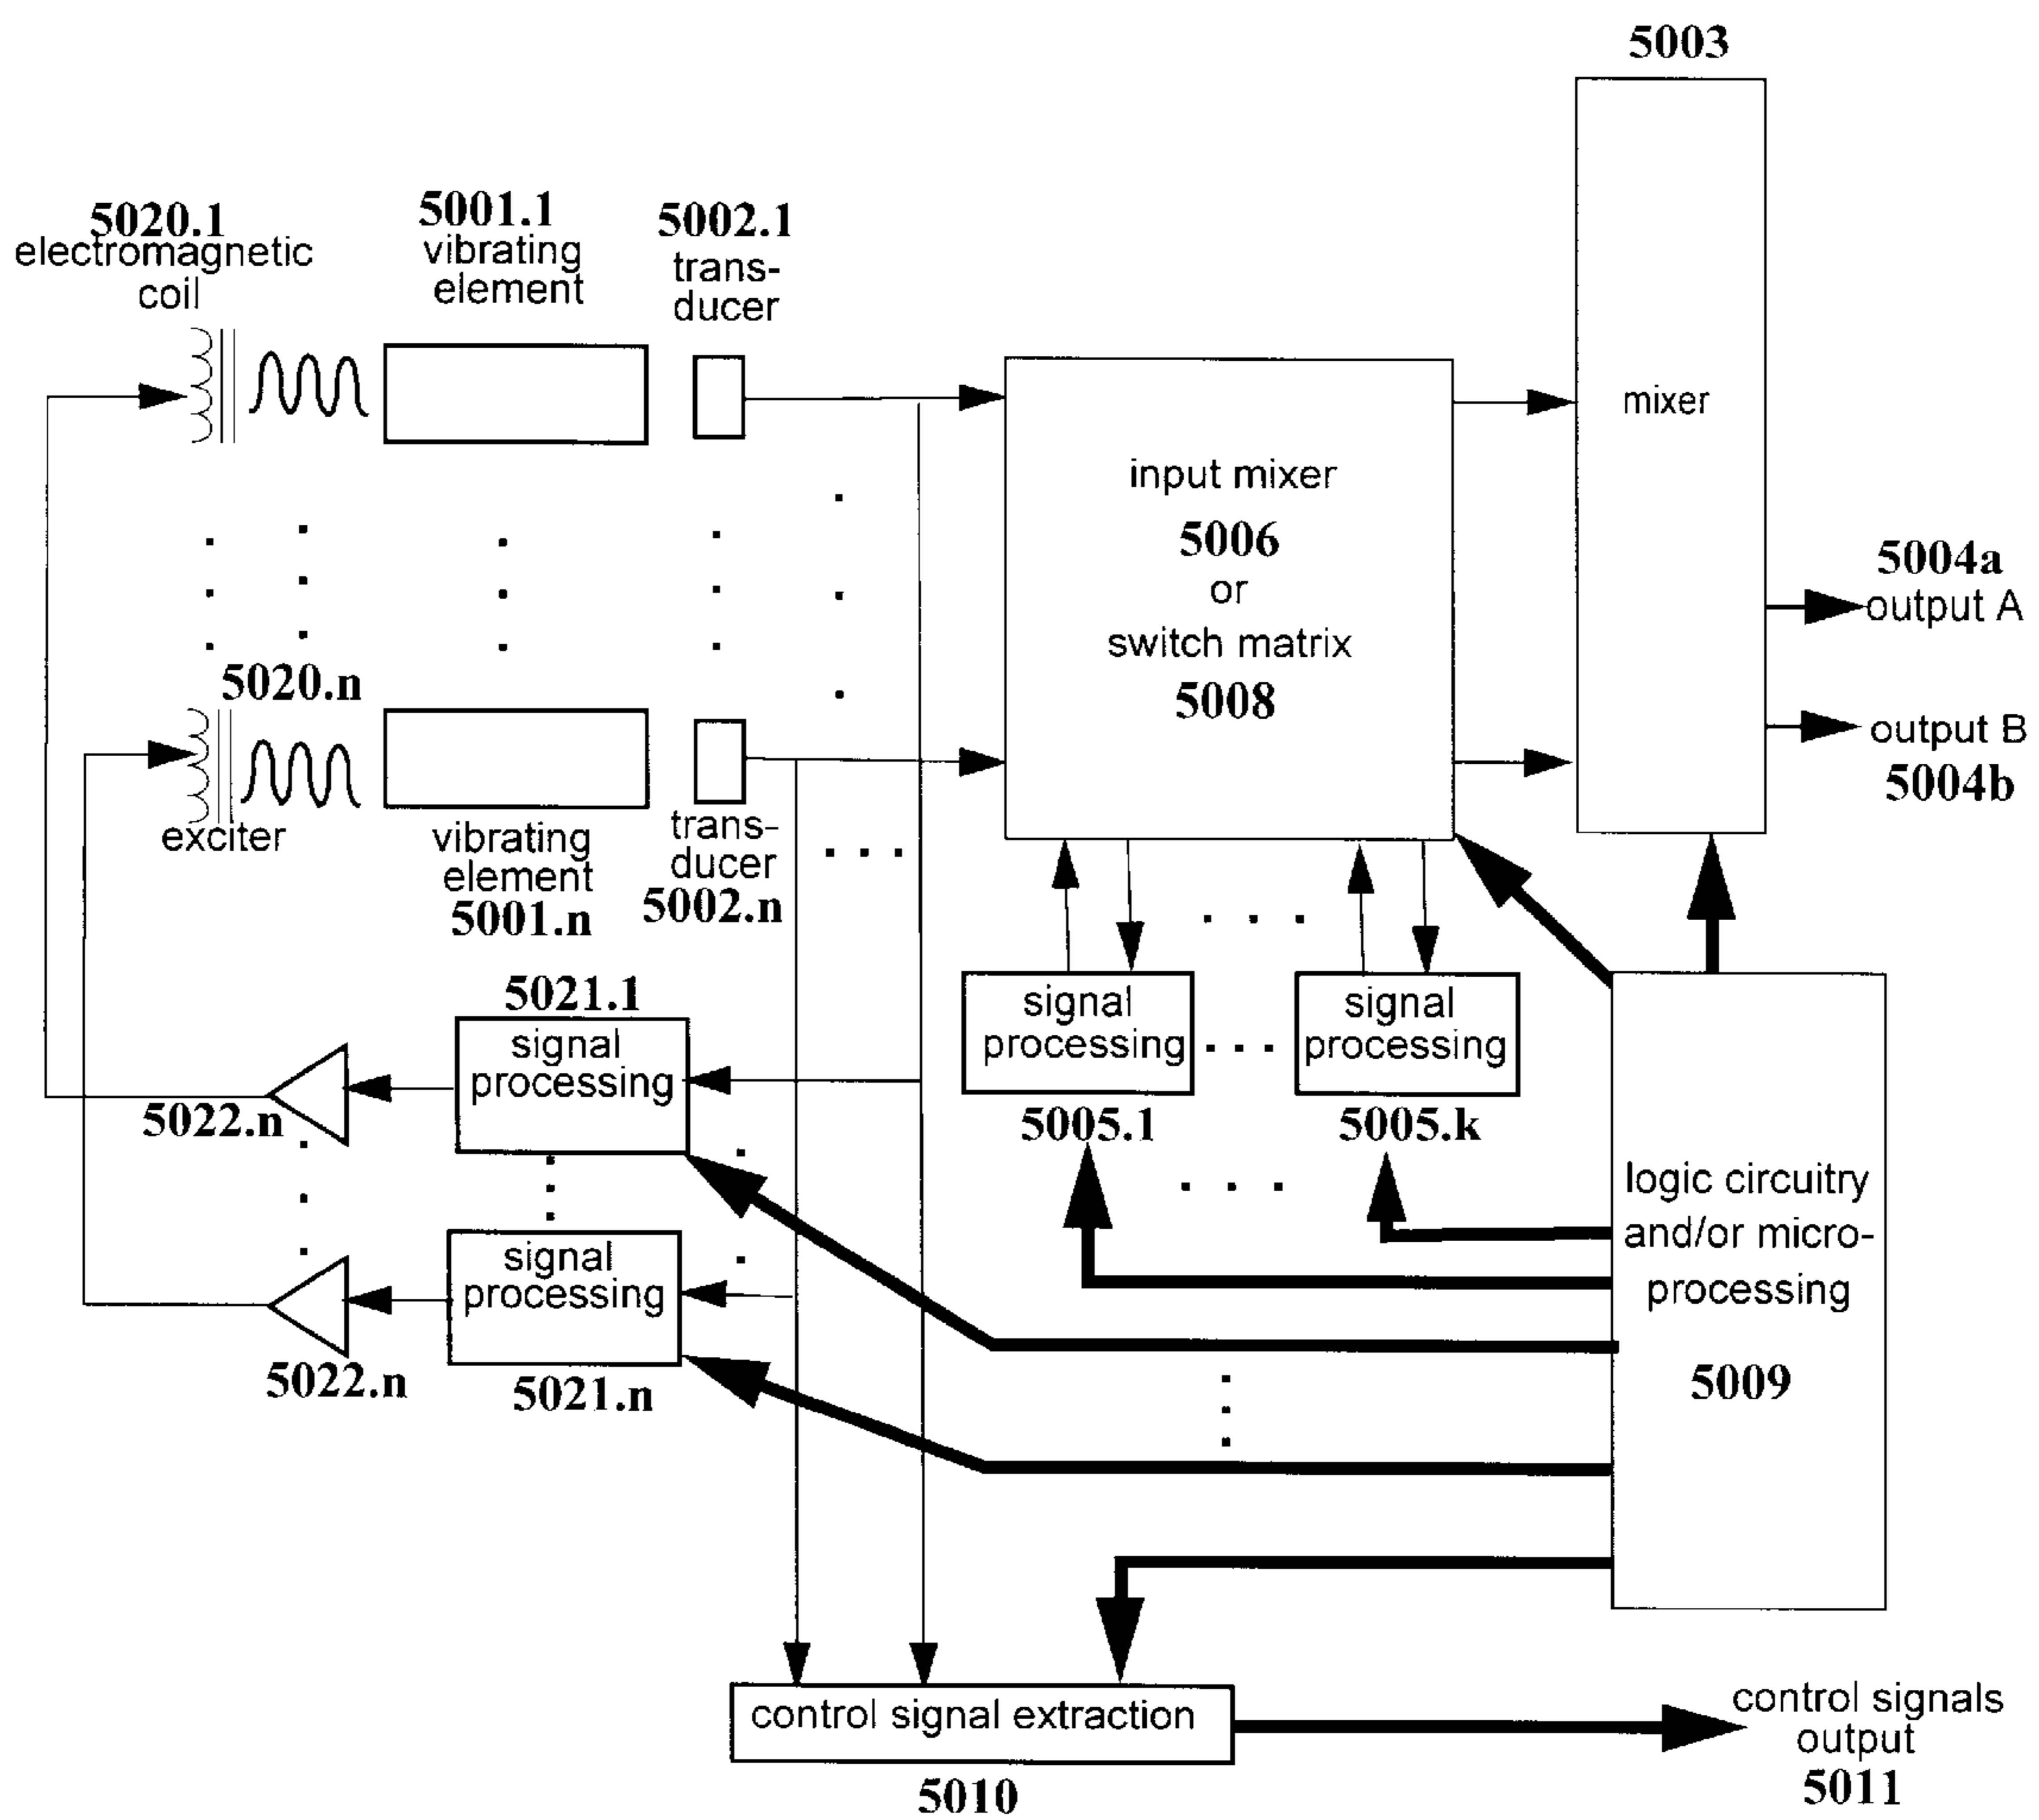 5003
5020.1
electromagnetic
coil
5001.1
vibrating
element
5002.1
trans-
ducer
mixer
input mixer
5006
or
switch matrix
5008
5004a
output A
output B
5004b
5020.n
exciter
vibrating
element
5001.n
trans-
ducer
5002.n
5021.1
signal
processing
5022.n
signal
processing
5005.1
signal
processing
5005.k
signal
processing
5021.n
5022.n
logic circuitry
and/or micro-
processing
5009
control signal extraction
5010
control signals
output
5011